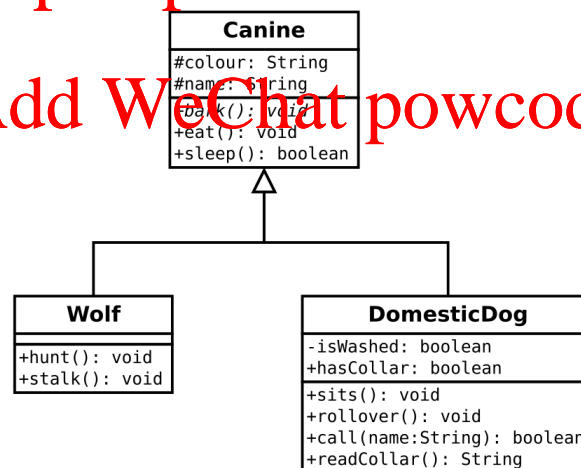 Canine
#colour: String
#name: String
Add WeChat powcod
bark(): void
+eat(): void
+sleep(): boolean
Wolf
+hunt(): void
+stalk(): void
DomesticDog
-isWashed: boolean
+hasCollar: boolean
+sits(): void
+rollover(): void
+call(name:String): boolean
+readCollar(): String